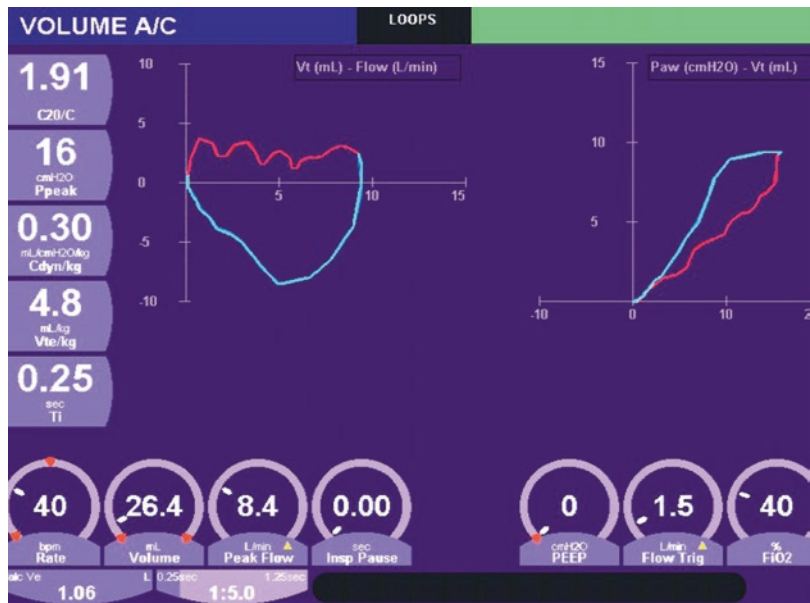 VOLUME A/C
LOOPS
1.91
C20/C
16
cmH2O
Ppeak
0.30
mL/cmH2O/kg
Cdyn/kg
4.8
mL/kg
Vte/kg
0.25
sec
Ti
Vt (mL) - Flow (L/min)
10
5
0
-5
-10
5
10
15
Paw (cmH2O) - Vt (mL)
15
10
5
-10
0
10
40
bpm
Rate
26.4
mL
Volume
8.4
L/min
Peak Flow
0.00
sec
Insp Pause
0
cmH2O
PEEP
1.5
L/min
Flow Trig
40
%
FiO2
Ve L
1.06
0.25sec 1.25sec
1:5.0